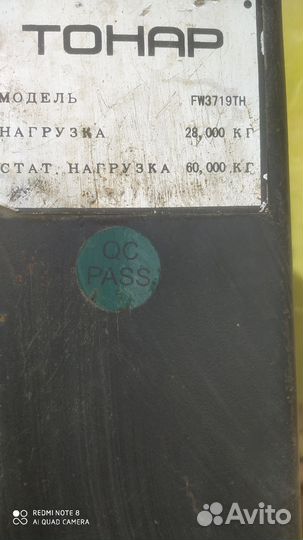 ТОНАР
МОДЕЛЬ FW3719TH
НАГРУЗКА 28,000 КГ
СТАТ. НАГРУЗКА 60,000 КГ
QC
PASS
REDMI NOTE 8
AI QUAD CAMERA
Avito